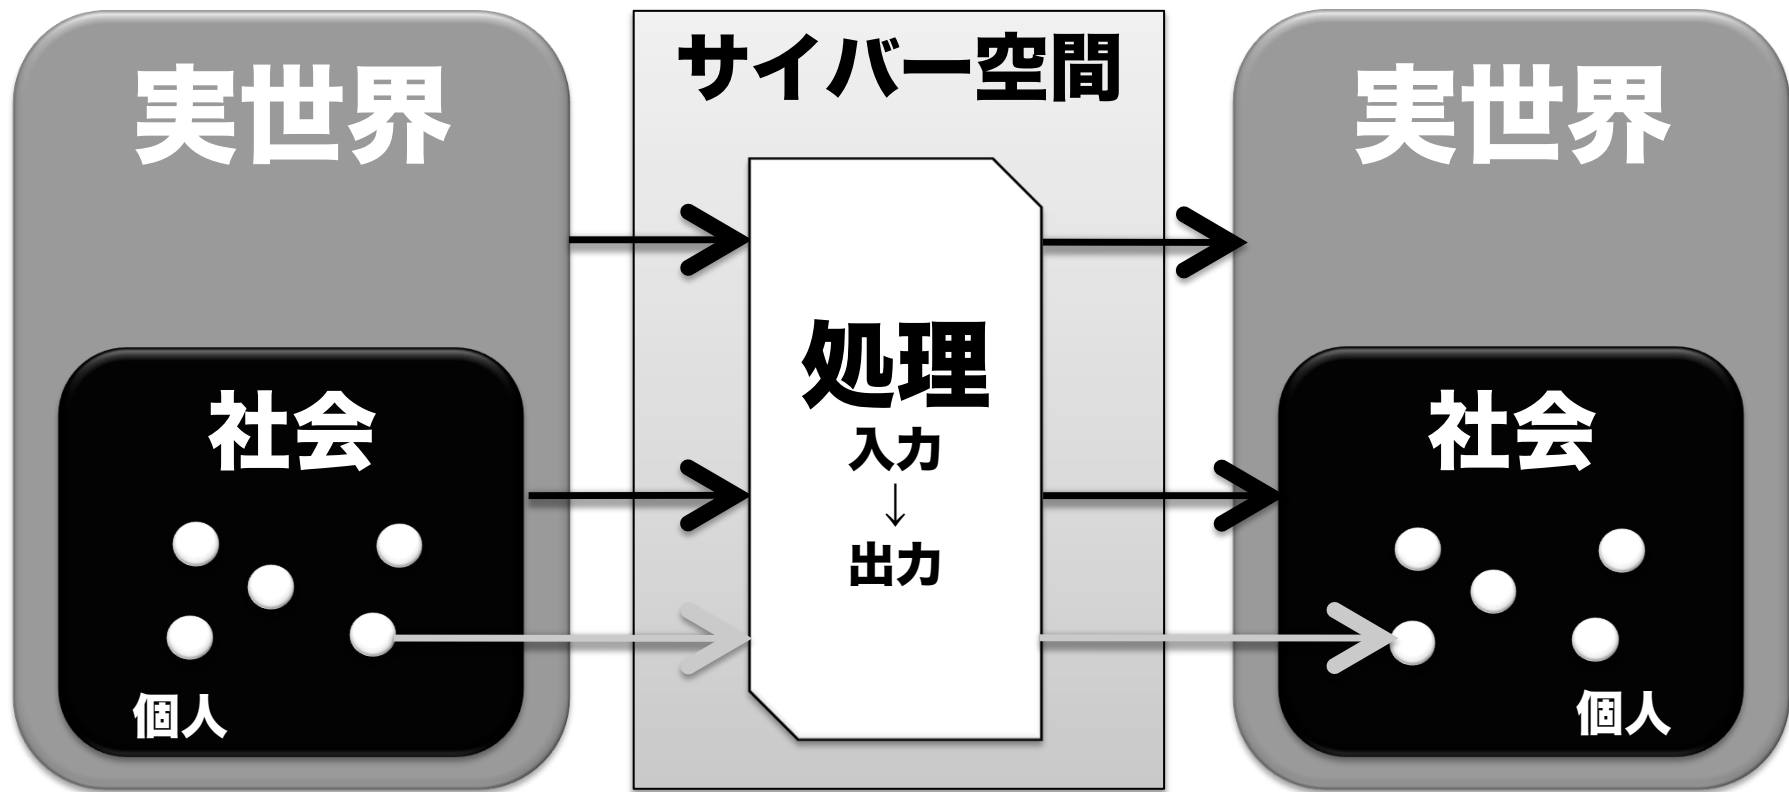 実世界
社会
個人
サイバー空間
処理
入力
↓
出力
実世界
社会
個人